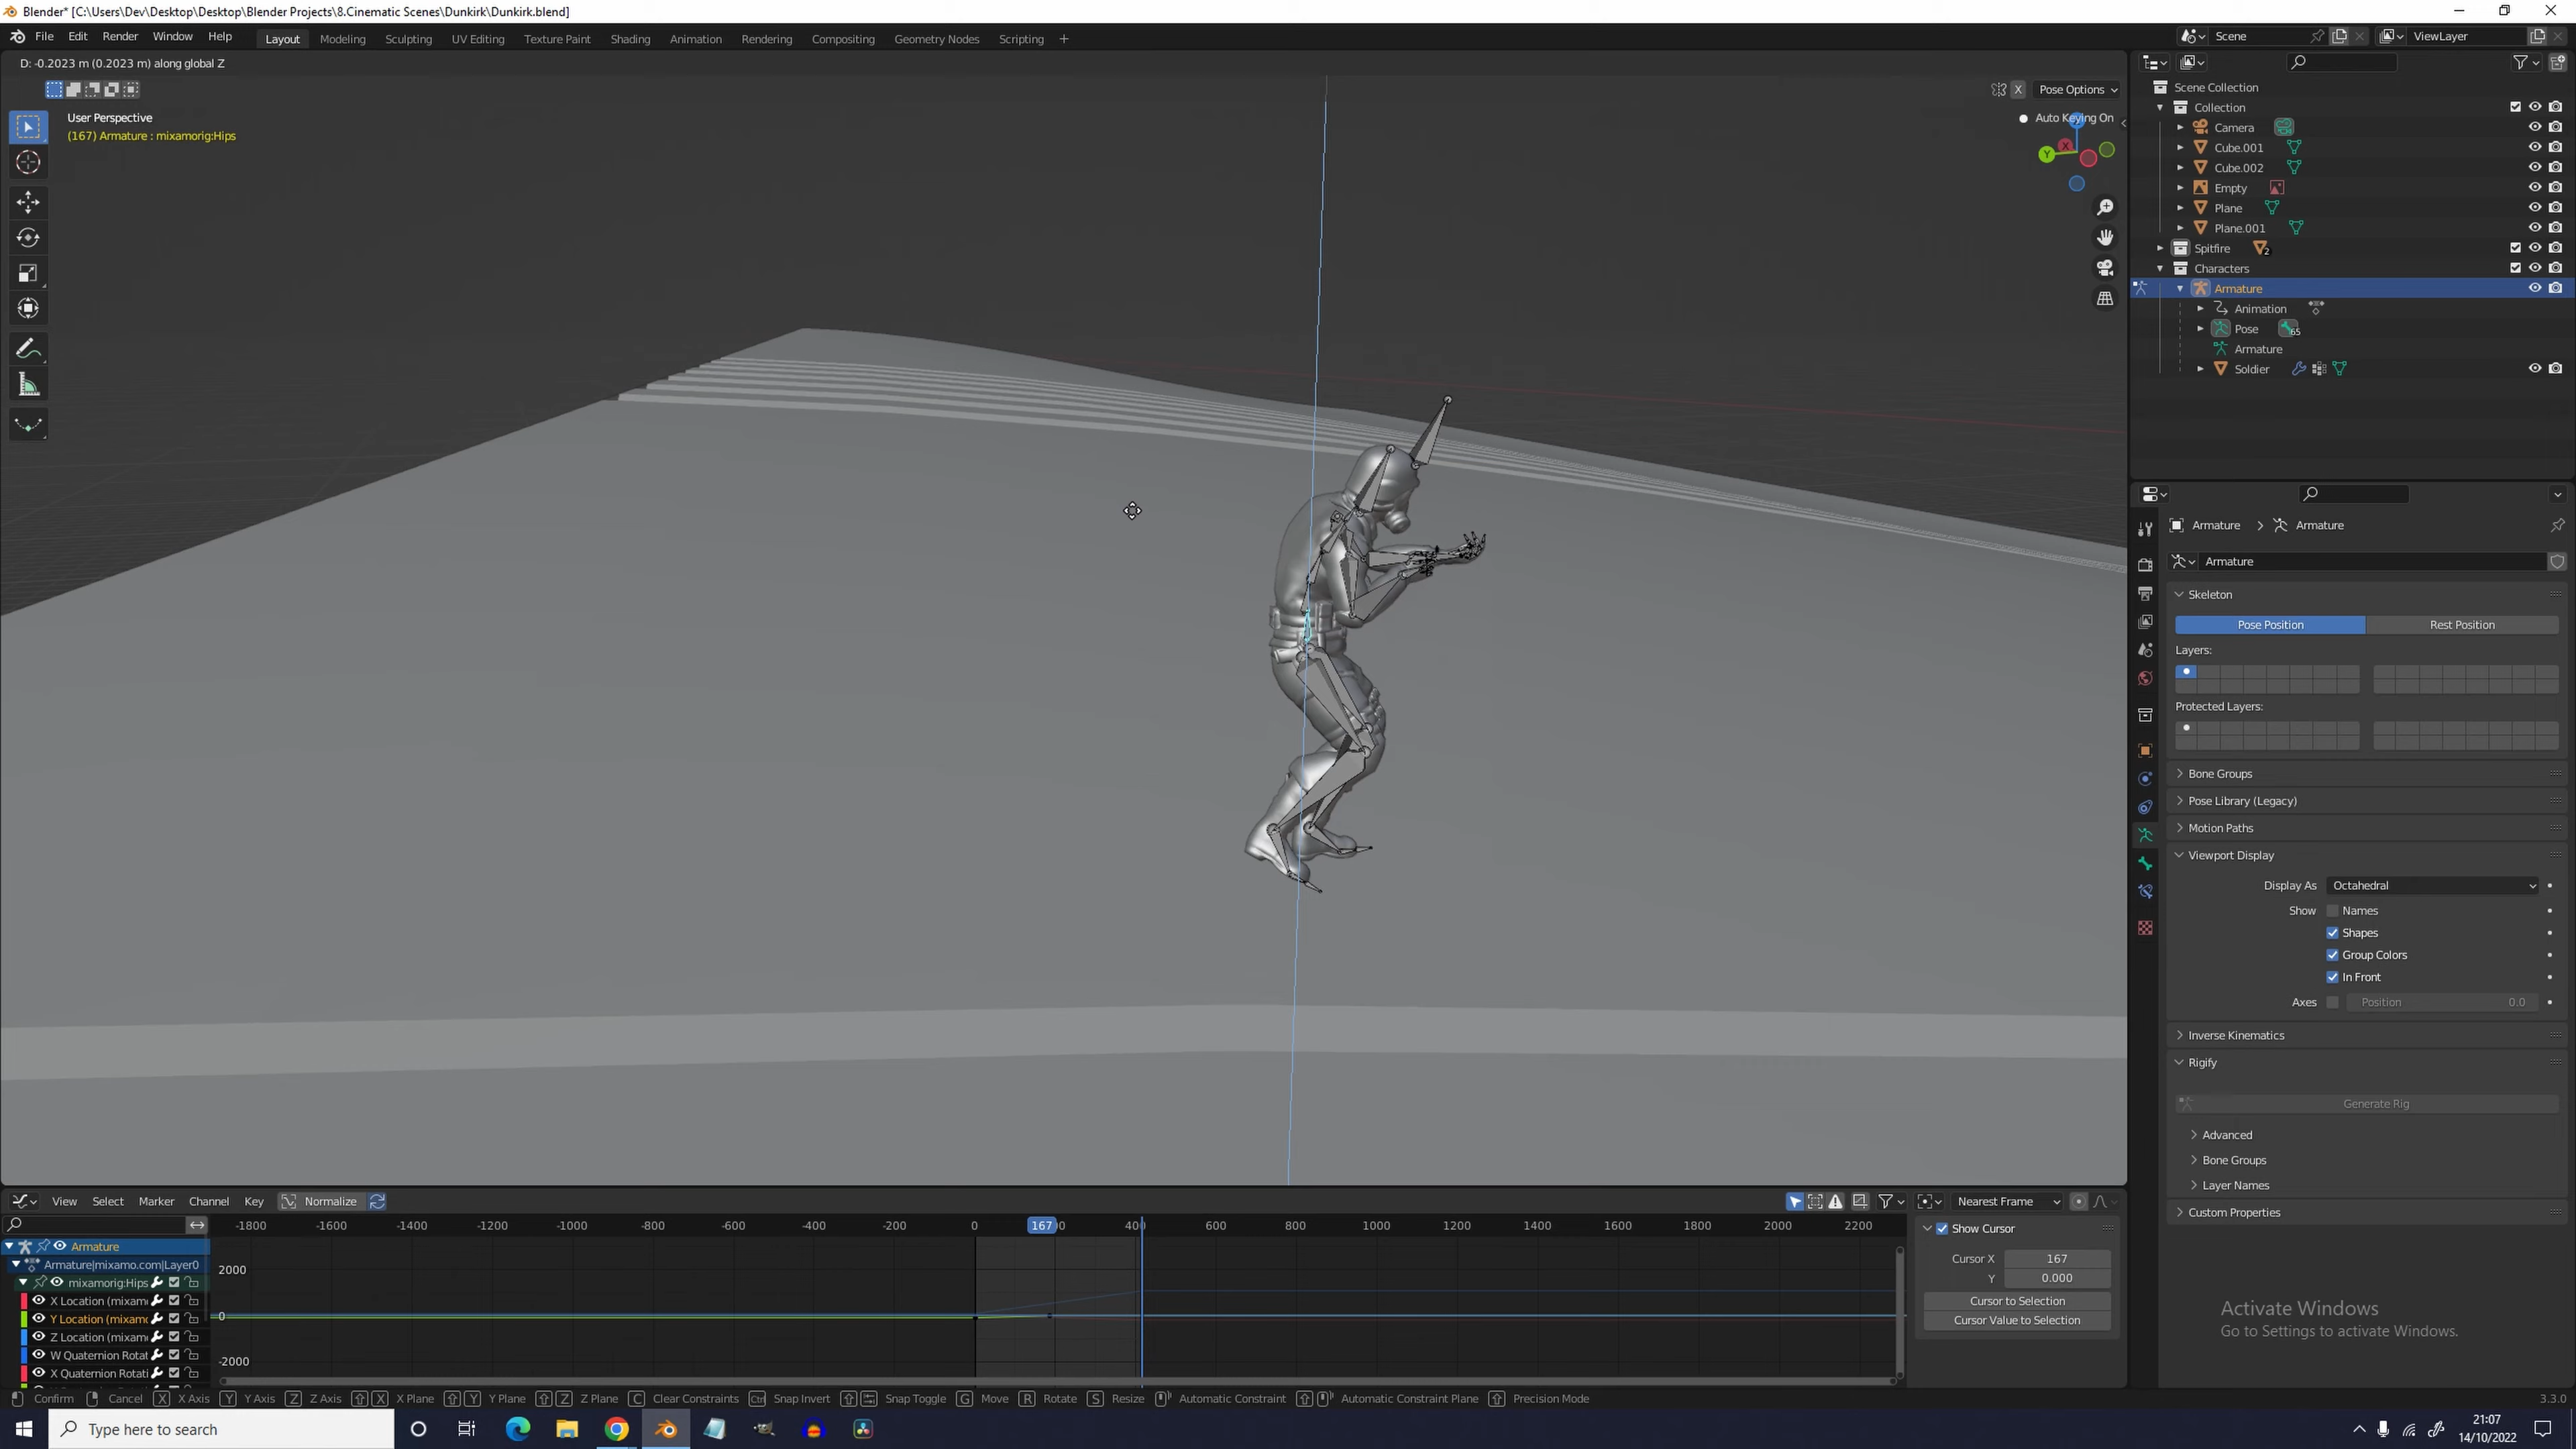 Blender* [C:\Users\Dev\Desktop\Desktop\Blender Projects\8.Cinematic Scenes\Dunkirk\Dunkirk.blend]
File Edit Render Window Help Layout Modeling Sculpting UV Editing Texture Paint Shading Animation Rendering Compositing Geometry Nodes Scripting Scene ViewLayer
D: -0.2023 m (0.2023 m) along global Z
X Pose Options
User Perspective
(167) Armature : mixamorig:Hips
Auto Keying On
X
Y
Scene Collection
Collection
Camera
Cube.001
Cube.002
Empty
Plane
Plane.001
Spitfire 2
Characters
Armature
Animation
Pose 65
Armature
Soldier
Armature > Armature
Armature
Skeleton
Pose Position Rest Position
Layers:
Protected Layers:
Bone Groups
Pose Library (Legacy)
Motion Paths
Viewport Display
Display As Octahedral
Show Names
Shapes
Group Colors
In Front
Axes Position 0.0
Inverse Kinematics
Rigify
Generate Rig
Advanced
Bone Groups
Layer Names
Custom Properties
View Select Marker Channel Key Normalize Nearest Frame
-1800 -1600 -1400 -1200 -1000 -800 -600 -400 -200 0 167 400 600 800 1000 1200 1400 1600 1800 2000 2200
Armature
Armature|mixamo.com|Layer0
mixamorig:Hips
X Location (mixam
Y Location (mixam
Z Location (mixam
W Quaternion Rotat
X Quaternion Rotati
2000
0
-2000
Show Cursor
Cursor X 167
Y 0.000
Cursor to Selection
Cursor Value to Selection
Activate Windows
Go to Settings to activate Windows.
Confirm Cancel X X Axis Y Y Axis Z Z Axis X X Plane Y Y Plane Z Z Plane C Clear Constraints Ctrl Snap Invert Snap Toggle G Move R Rotate S Resize Automatic Constraint Automatic Constraint Plane Precision Mode 3.3.0
Type here to search
21:07
14/10/2022